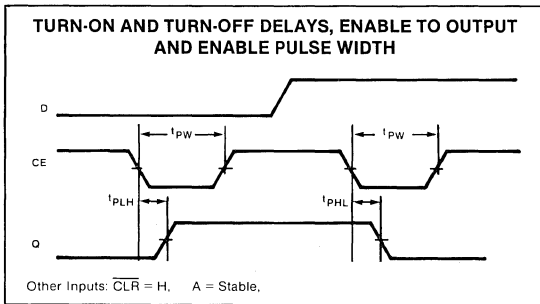 TURN-ON AND TURN-OFF DELAYS, ENABLE TO OUTPUT
AND ENABLE PULSE WIDTH
D
tPW
tPW
CE
tPLH
tPHL
Q
Other Inputs: C̅L̅R̅ = H, A = Stable,